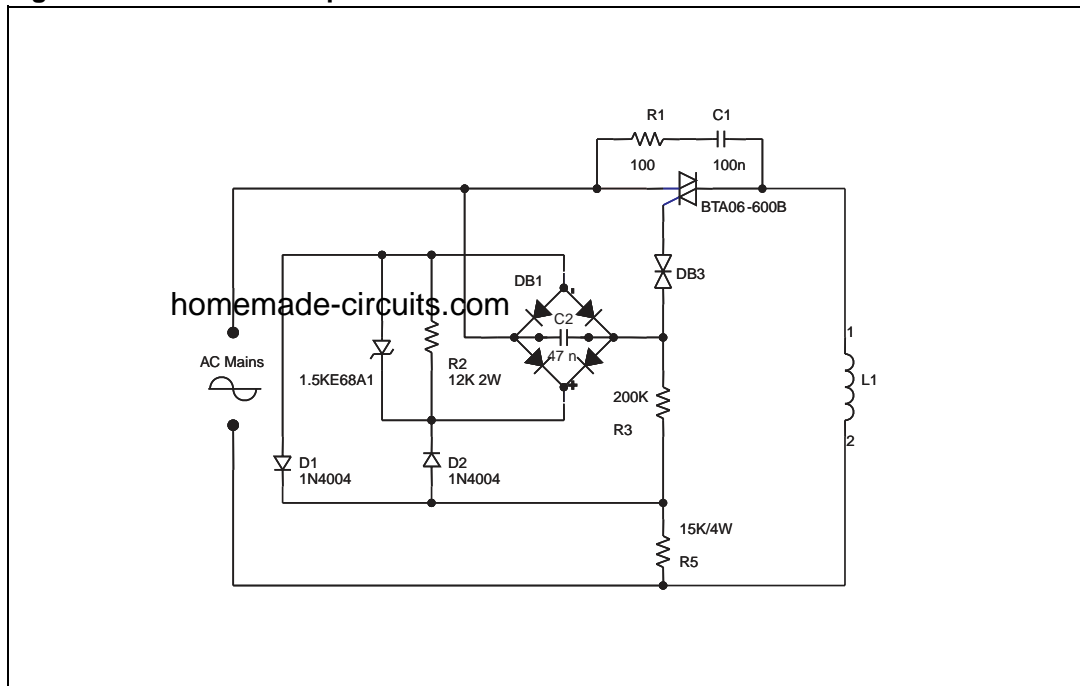 R1
C1
100
100n
BTA06-600B
DB3
DB1
-
homemade-circuits.com
C2
47 n
+
AC Mains
1.5KE68A1
R2
12K 2W
200K
R3
1
L1
2
D1
1N4004
D2
1N4004
15K/4W
R5